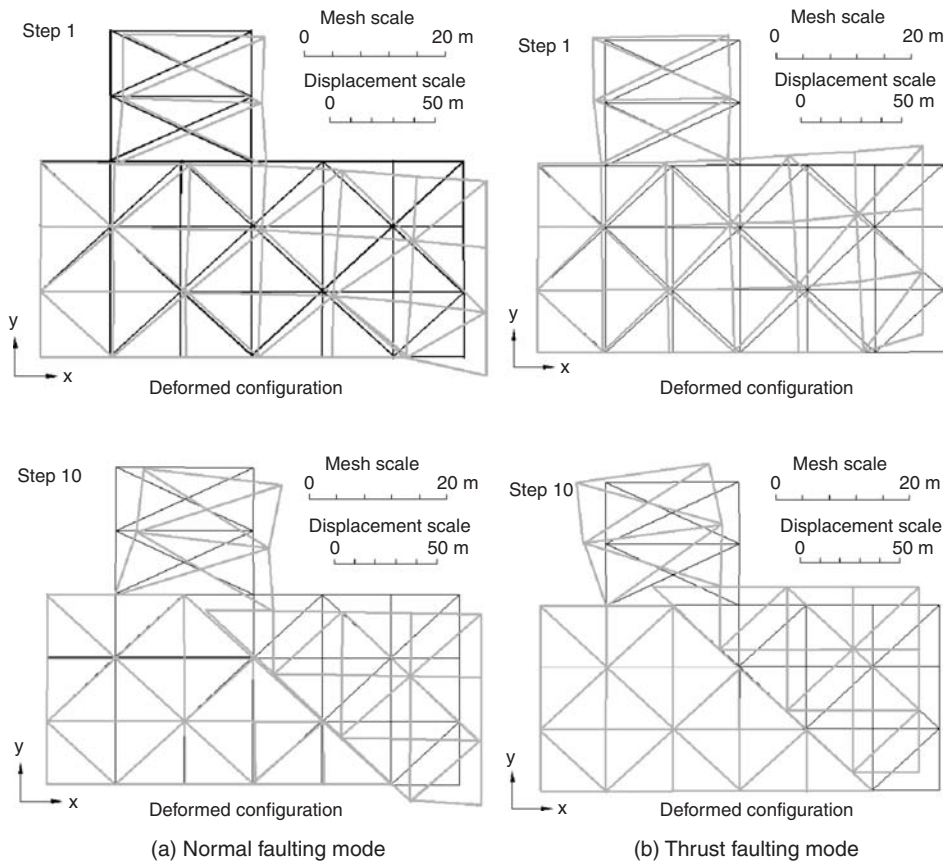 Step 1
Mesh scale
0 20 m
Displacement scale
0 50 m
y
x
Deformed configuration
Step 1
Mesh scale
0 20 m
Displacement scale
0 50 m
y
x
Deformed configuration
Step 10
Mesh scale
0 20 m
Displacement scale
0 50 m
y
x
Deformed configuration
(a) Normal faulting mode
Step 10
Mesh scale
0 20 m
Displacement scale
0 50 m
y
x
Deformed configuration
(b) Thrust faulting mode